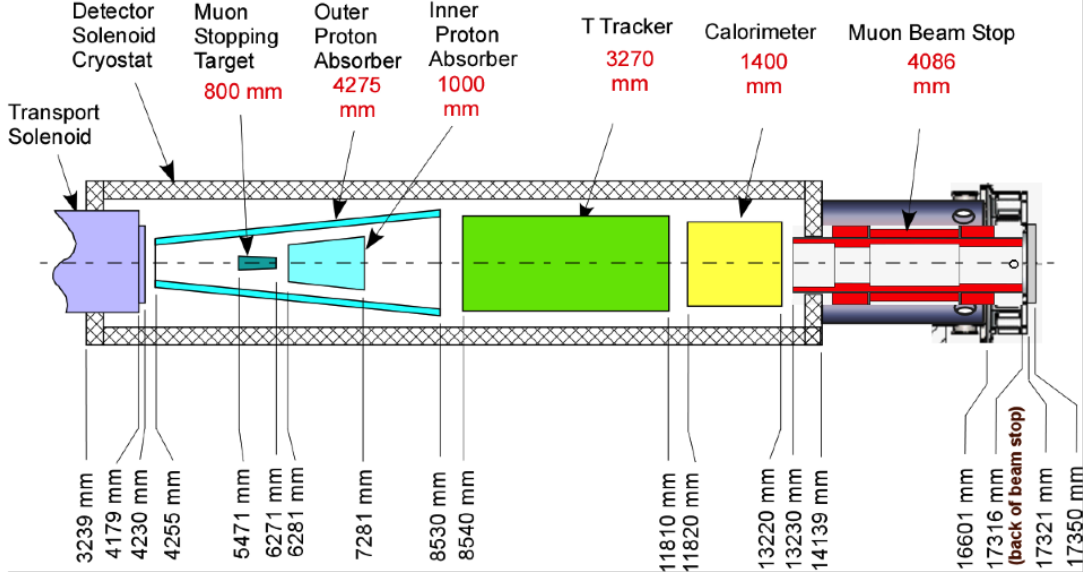 Detector
Solenoid
Cryostat
Muon
Stopping
Target
800 mm
Outer
Proton
Absorber
4275
mm
Inner
Proton
Absorber
1000
mm
T Tracker
3270
mm
Calorimeter
1400
mm
Muon Beam Stop
4086
mm
Transport
Solenoid
3239 mm
4179 mm
4230 mm
4255 mm
5471 mm
6271 mm
6281 mm
7281 mm
8530 mm
8540 mm
11810 mm
11820 mm
13220 mm
13230 mm
14139 mm
16601 mm
17316 mm
(back of beam stop)
17321 mm
17350 mm